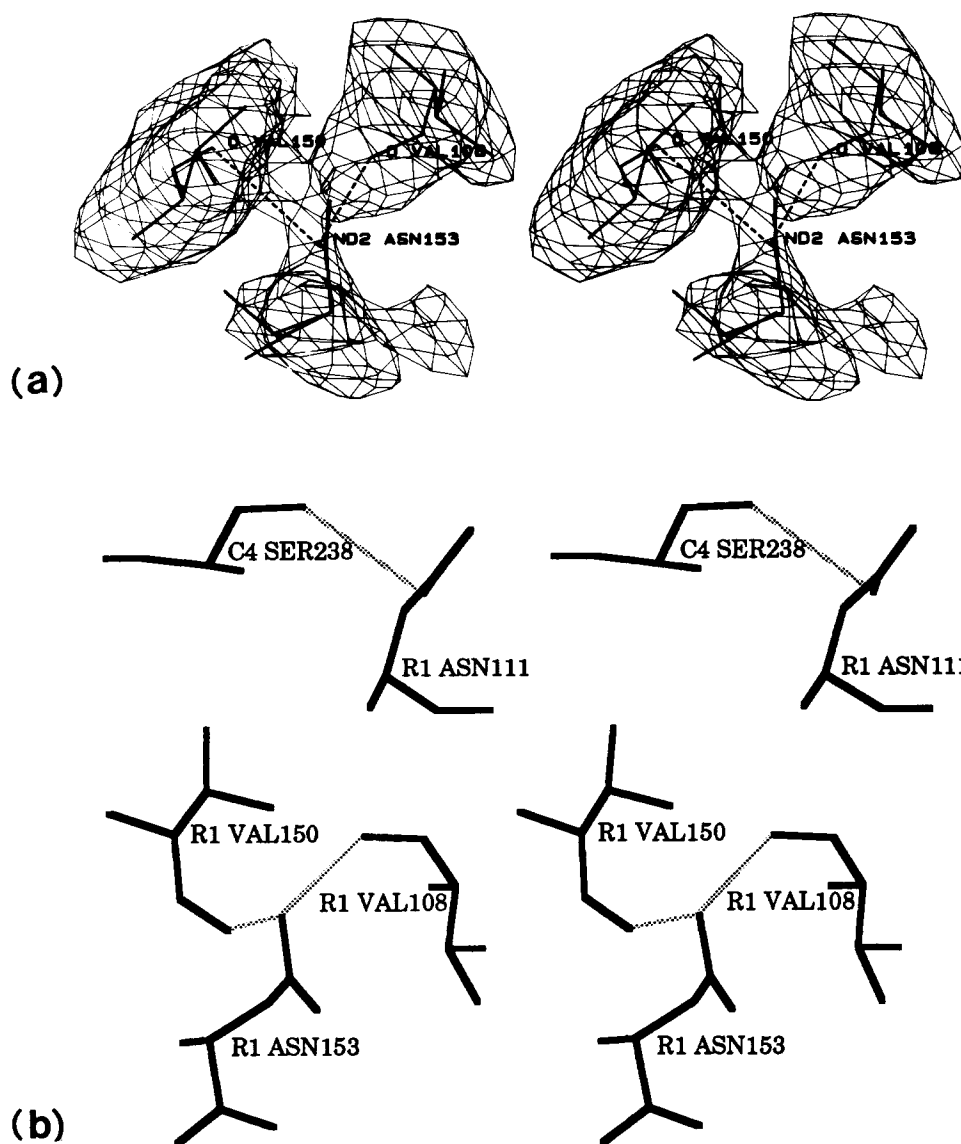 O VAL150
O VAL108
ND2 ASN153
O VAL150
O VAL108
ND2 ASN153
(a)
C4 SER238
R1 ASN111
C4 SER238
R1 ASN111
R1 VAL150
R1 VAL108
R1 ASN153
R1 VAL150
R1 VAL108
R1 ASN153
(b)